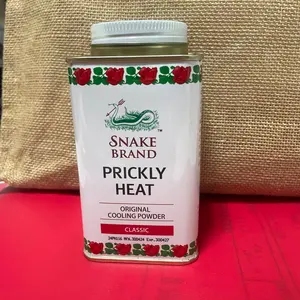 SNAKE
BRAND
PRICKLY
HEAT
ORIGINAL
COOLING POWDER
CLASSIC